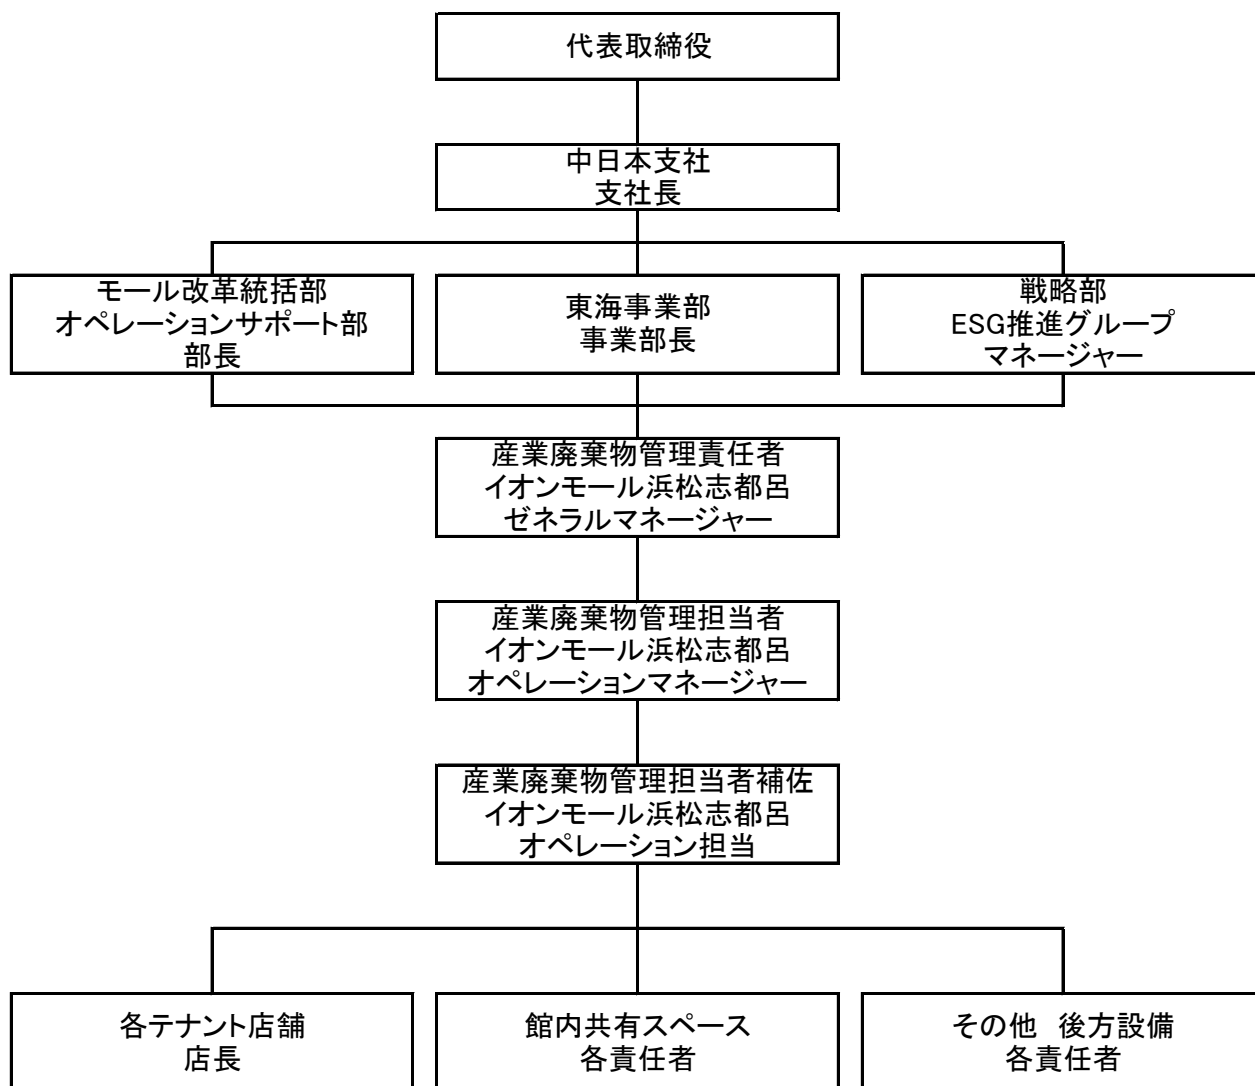 代表取締役
中日本支社
支社長
モール改革統括部
オペレーションサポート部
部長
東海事業部
事業部長
戦略部
ESG推進グループ
マネージャー
産業廃棄物管理責任者
イオンモール浜松志都呂
ゼネラルマネージャー
産業廃棄物管理担当者
イオンモール浜松志都呂
オペレーションマネージャー
産業廃棄物管理担当者補佐
イオンモール浜松志都呂
オペレーション担当
各テナント店舗
店長
館内共有スペース
各責任者
その他　後方設備
各責任者